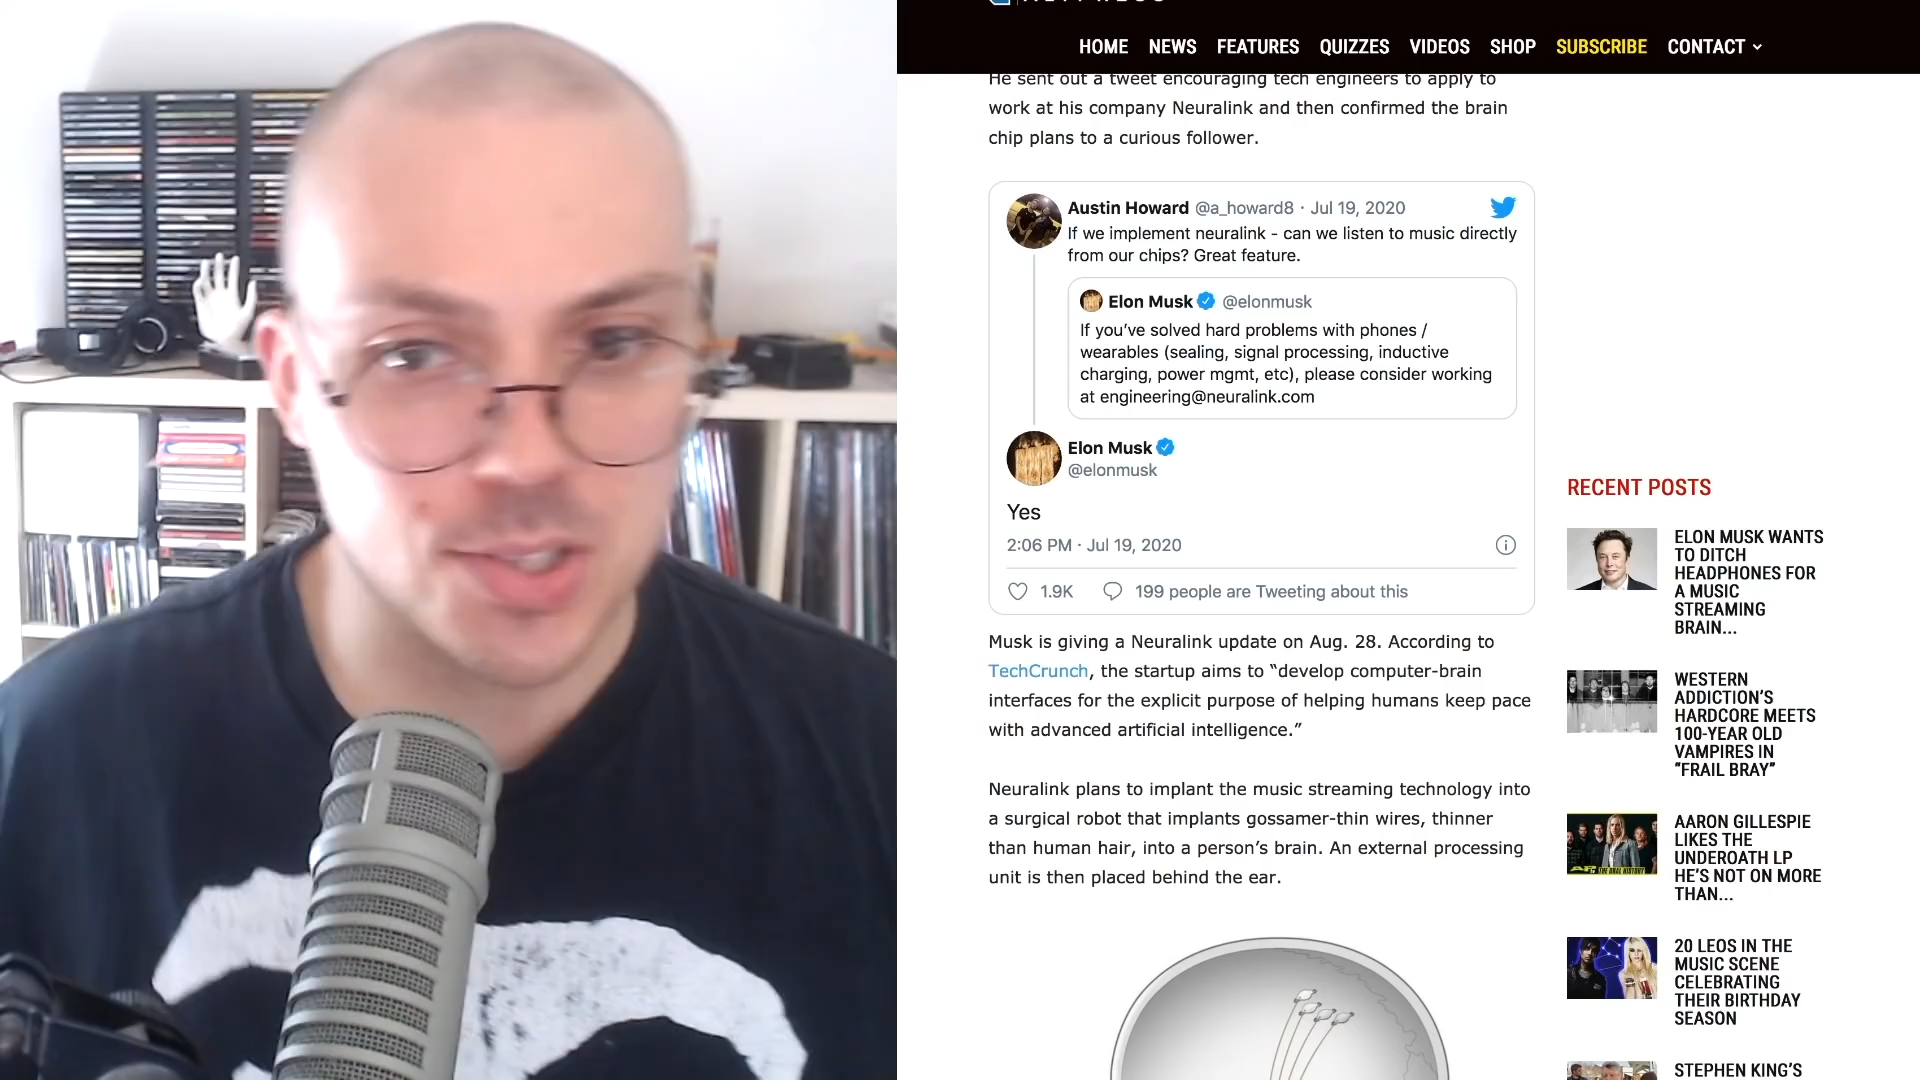 HOME NEWS FEATURES QUIZZES VIDEOS SHOP SUBSCRIBE CONTACT
He sent out a tweet encouraging tech engineers to apply to
work at his company Neuralink and then confirmed the brain
chip plans to a curious follower.
Austin Howard @a_howard8 · Jul 19, 2020
If we implement neuralink - can we listen to music directly
from our chips? Great feature.
Elon Musk @elonmusk
If you’ve solved hard problems with phones /
wearables (sealing, signal processing, inductive
charging, power mgmt, etc), please consider working
at engineering@neuralink.com
Elon Musk
@elonmusk
Yes
2:06 PM · Jul 19, 2020
1.9K 199 people are Tweeting about this
Musk is giving a Neuralink update on Aug. 28. According to
TechCrunch, the startup aims to “develop computer-brain
interfaces for the explicit purpose of helping humans keep pace
with advanced artificial intelligence.”
Neuralink plans to implant the music streaming technology into
a surgical robot that implants gossamer-thin wires, thinner
than human hair, into a person’s brain. An external processing
unit is then placed behind the ear.
RECENT POSTS
ELON MUSK WANTS
TO DITCH
HEADPHONES FOR
A MUSIC
STREAMING
BRAIN...
WESTERN
ADDICTION’S
HARDCORE MEETS
100-YEAR OLD
VAMPIRES IN
“FRAIL BRAY”
AARON GILLESPIE
LIKES THE
UNDEROATH LP
HE’S NOT ON MORE
THAN...
20 LEOS IN THE
MUSIC SCENE
CELEBRATING
THEIR BIRTHDAY
SEASON
STEPHEN KING’S